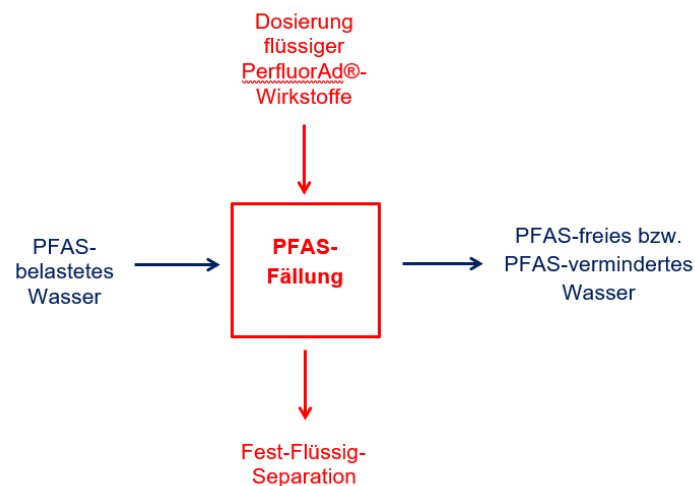 Dosierung
flüssiger
PerfluorAd®-
Wirkstoffe
PFAS-
belastetes
Wasser
PFAS-
Fällung
PFAS-freies bzw.
PFAS-vermindertes
Wasser
Fest-Flüssig-
Separation